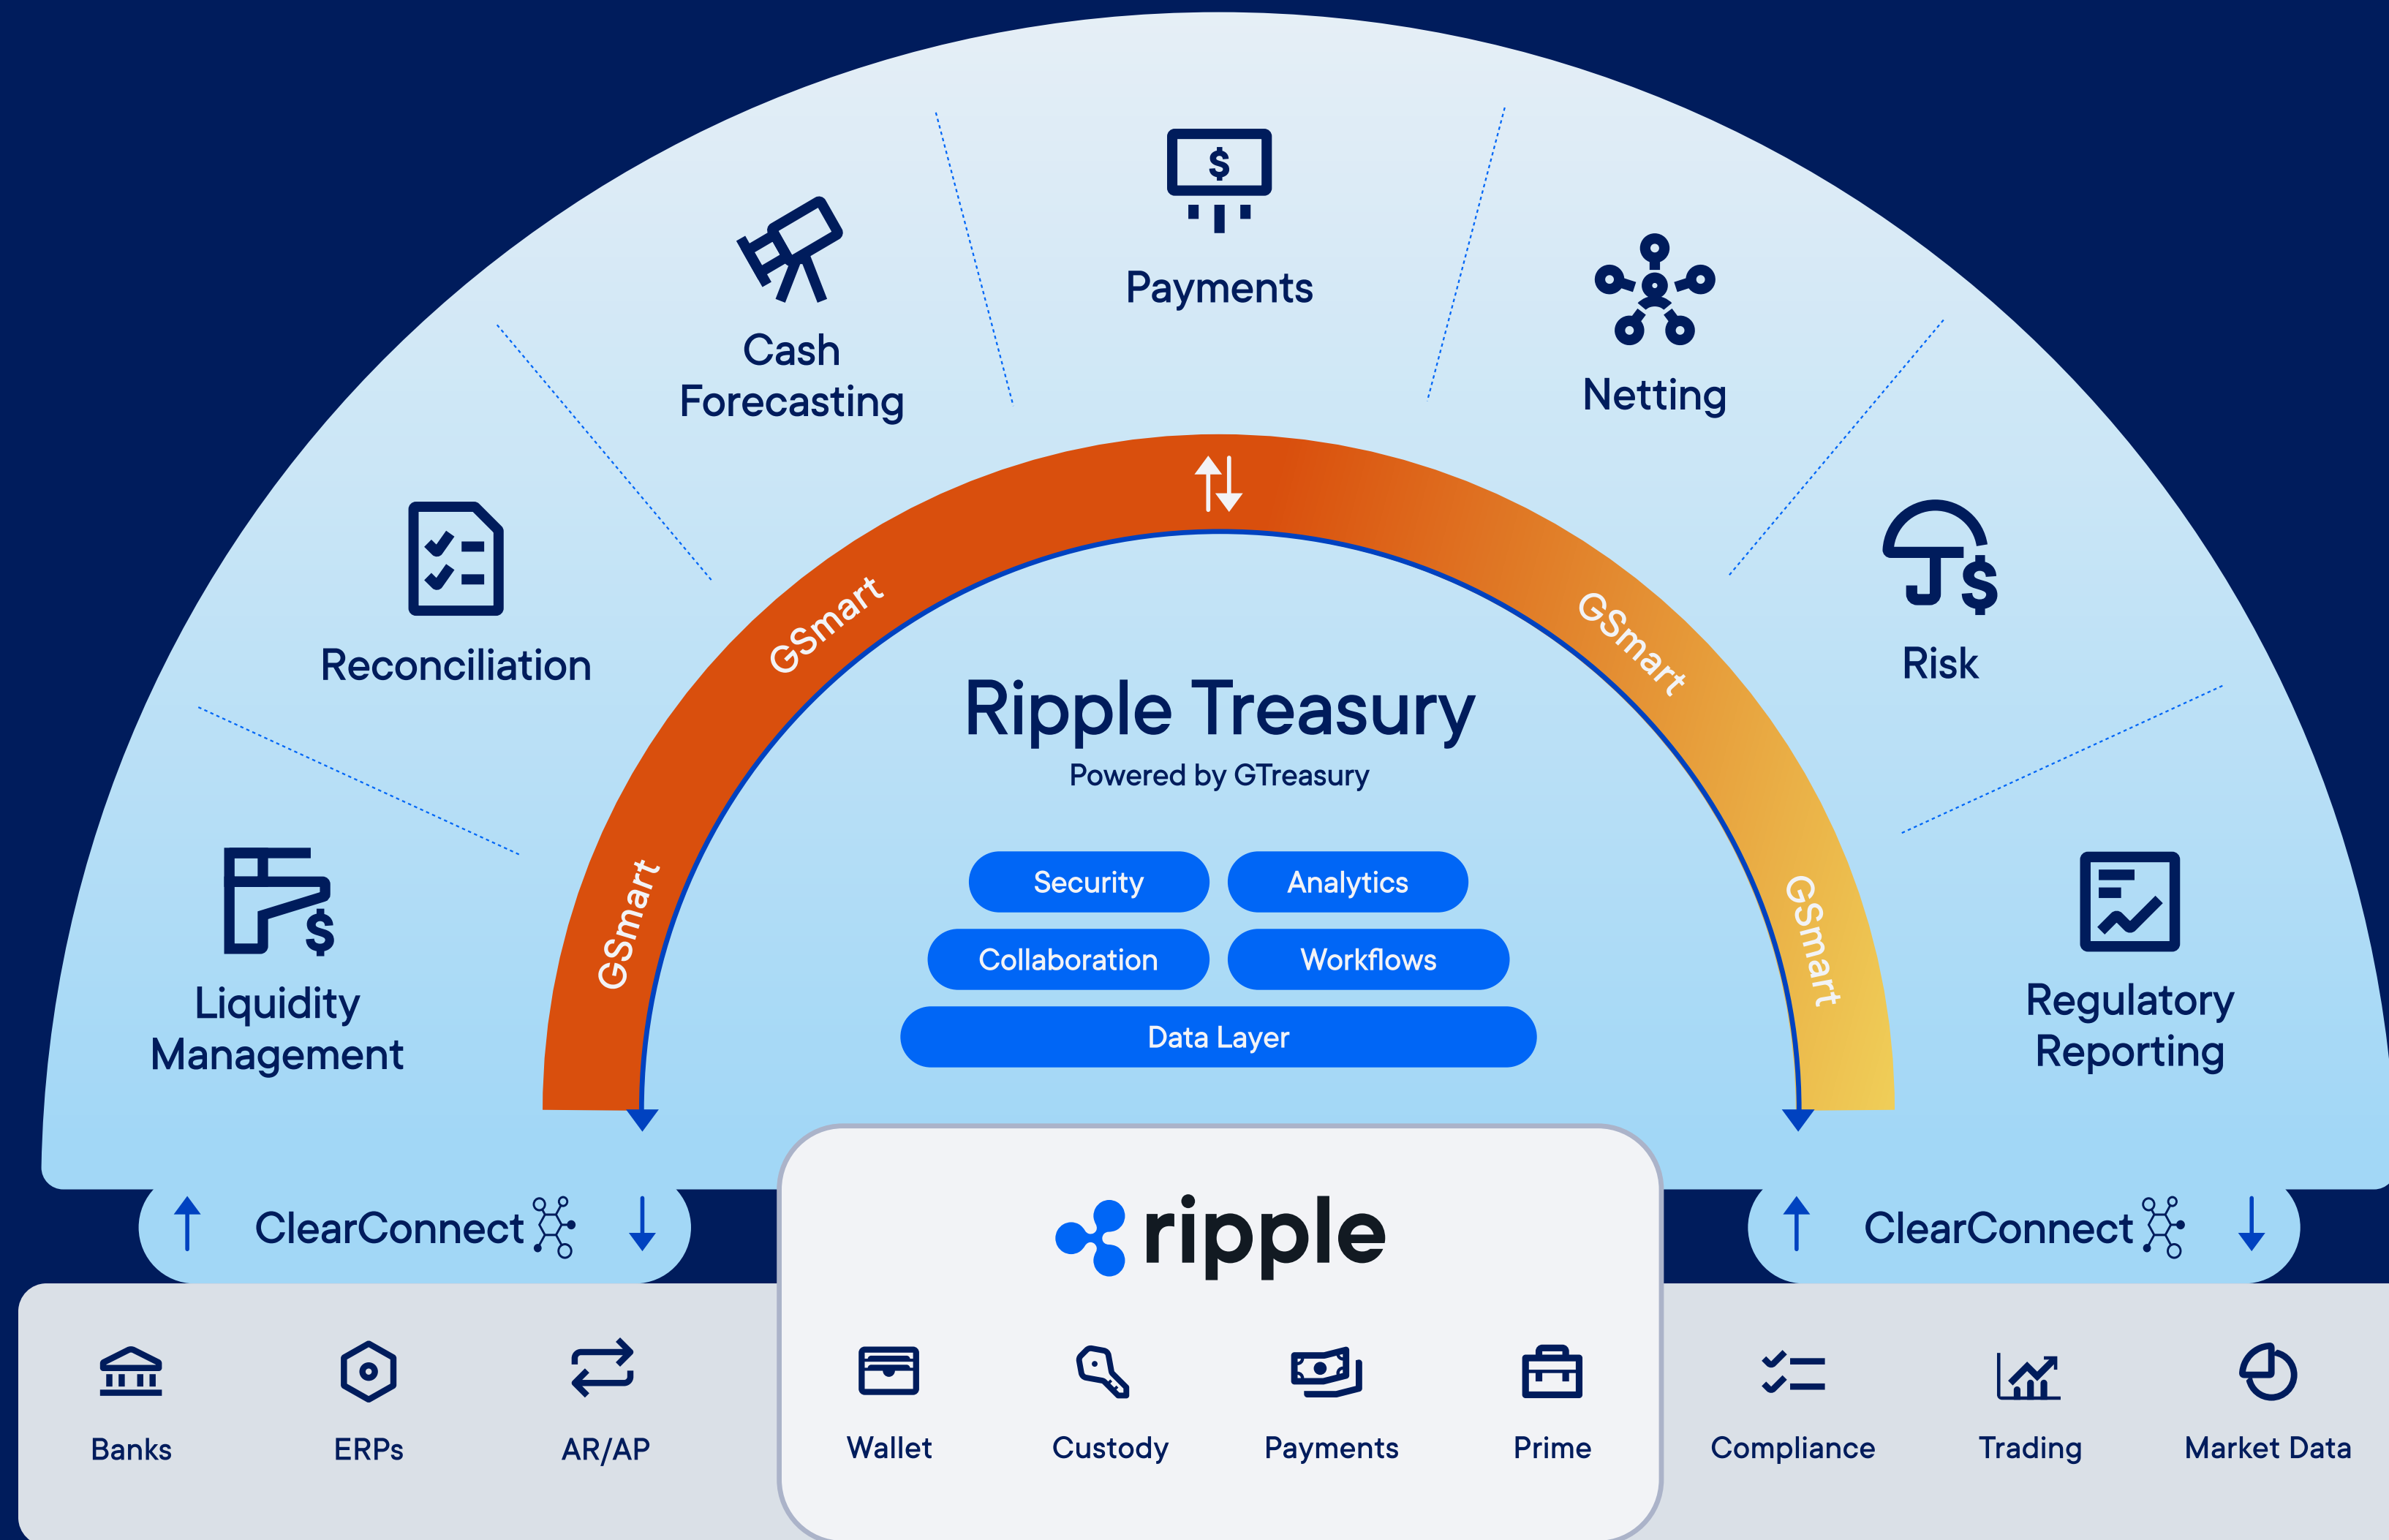 Payments
Cash
Forecasting
Netting
Reconciliation
Risk
Liquidity
Management
Regulatory
Reporting
GSmart
GSmart
GSmart
GSmart
Ripple Treasury
Powered by GTreasury
Security
Analytics
Collaboration
Workflows
Data Layer
ClearConnect
ripple
ClearConnect
Banks
ERPs
AR/AP
Wallet
Custody
Payments
Prime
Compliance
Trading
Market Data